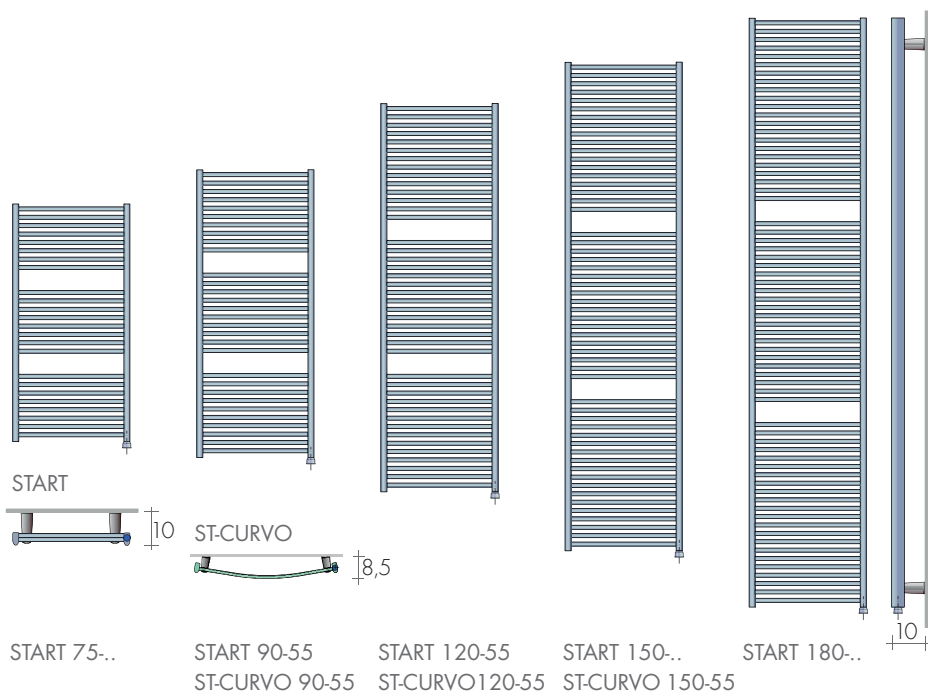 START
10
ST-CURVO
8,5
10
START 75-..
START 90-55
ST-CURVO 90-55
START 120-55
ST-CURVO120-55
START 150-..
ST-CURVO 150-55
START 180-..